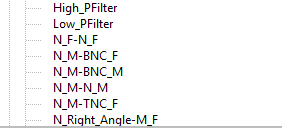 High_PFilter
Low_PFilter
N_F-N_F
N_M-BNC_F
N_M-BNC_M
N_M-N_M
N_M-TNC_F
N_Right_Angle-M_F